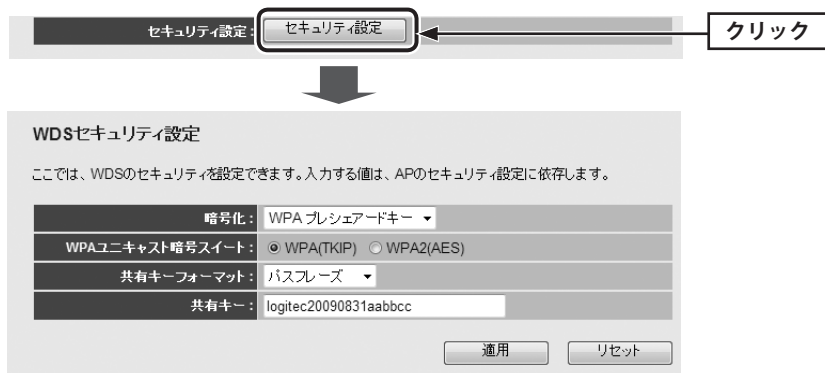 セキュリティ設定： セキュリティ設定 クリック
WDSセキュリティ設定
ここでは、WDSのセキュリティを設定できます。入力する値は、APのセキュリティ設定に依存します。
暗号化： WPA プレシェアードキー
WPAユニキャスト暗号スイート： WPA(TKIP) WPA2(AES)
共有キーフォーマット： パスフレーズ
共有キー： logitec20090831aabbcc
適用 リセット